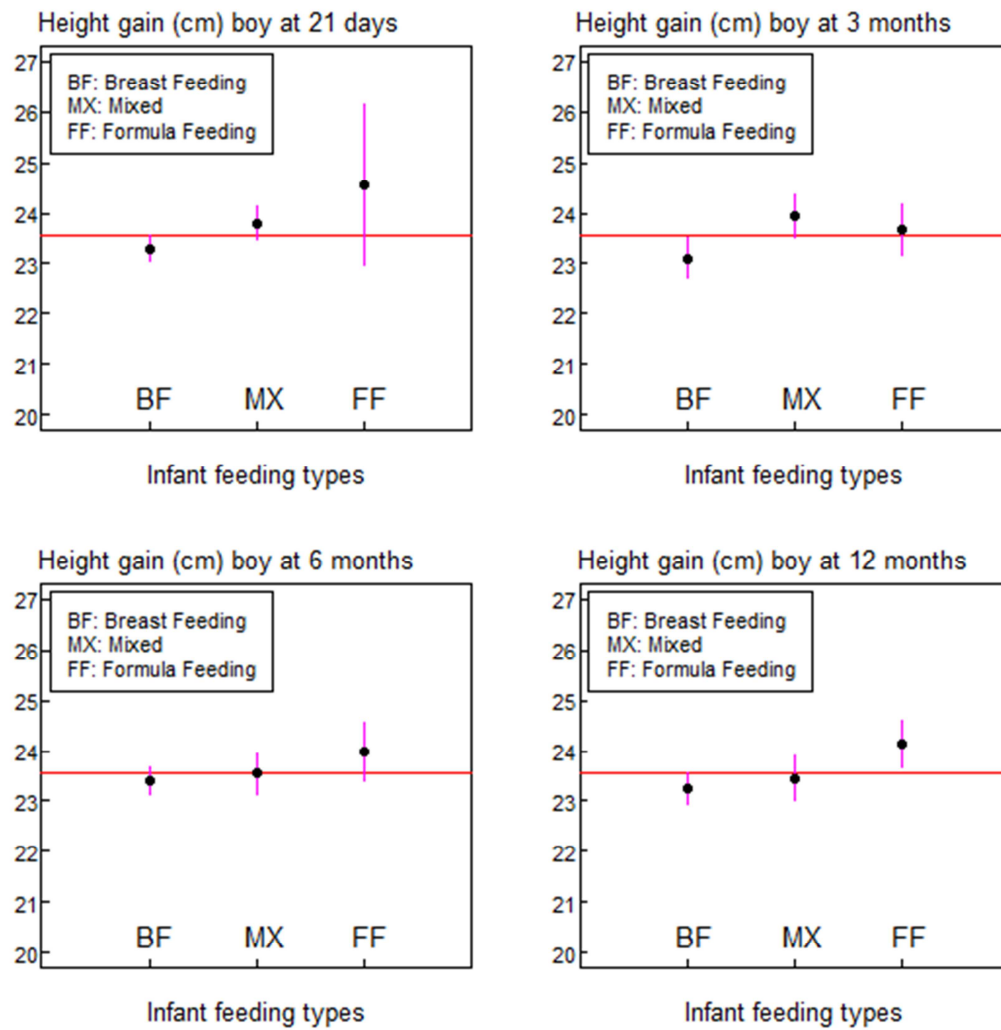 Height gain (cm) boy at 21 days
27
26
25
24
23
22
21
20
BF: Breast Feeding
MX: Mixed
FF: Formula Feeding
BF MX FF
Infant feeding types
Height gain (cm) boy at 3 months
27
26
25
24
23
22
21
20
BF: Breast Feeding
MX: Mixed
FF: Formula Feeding
BF MX FF
Infant feeding types
Height gain (cm) boy at 6 months
27
26
25
24
23
22
21
20
BF: Breast Feeding
MX: Mixed
FF: Formula Feeding
BF MX FF
Infant feeding types
Height gain (cm) boy at 12 months
27
26
25
24
23
22
21
20
BF: Breast Feeding
MX: Mixed
FF: Formula Feeding
BF MX FF
Infant feeding types